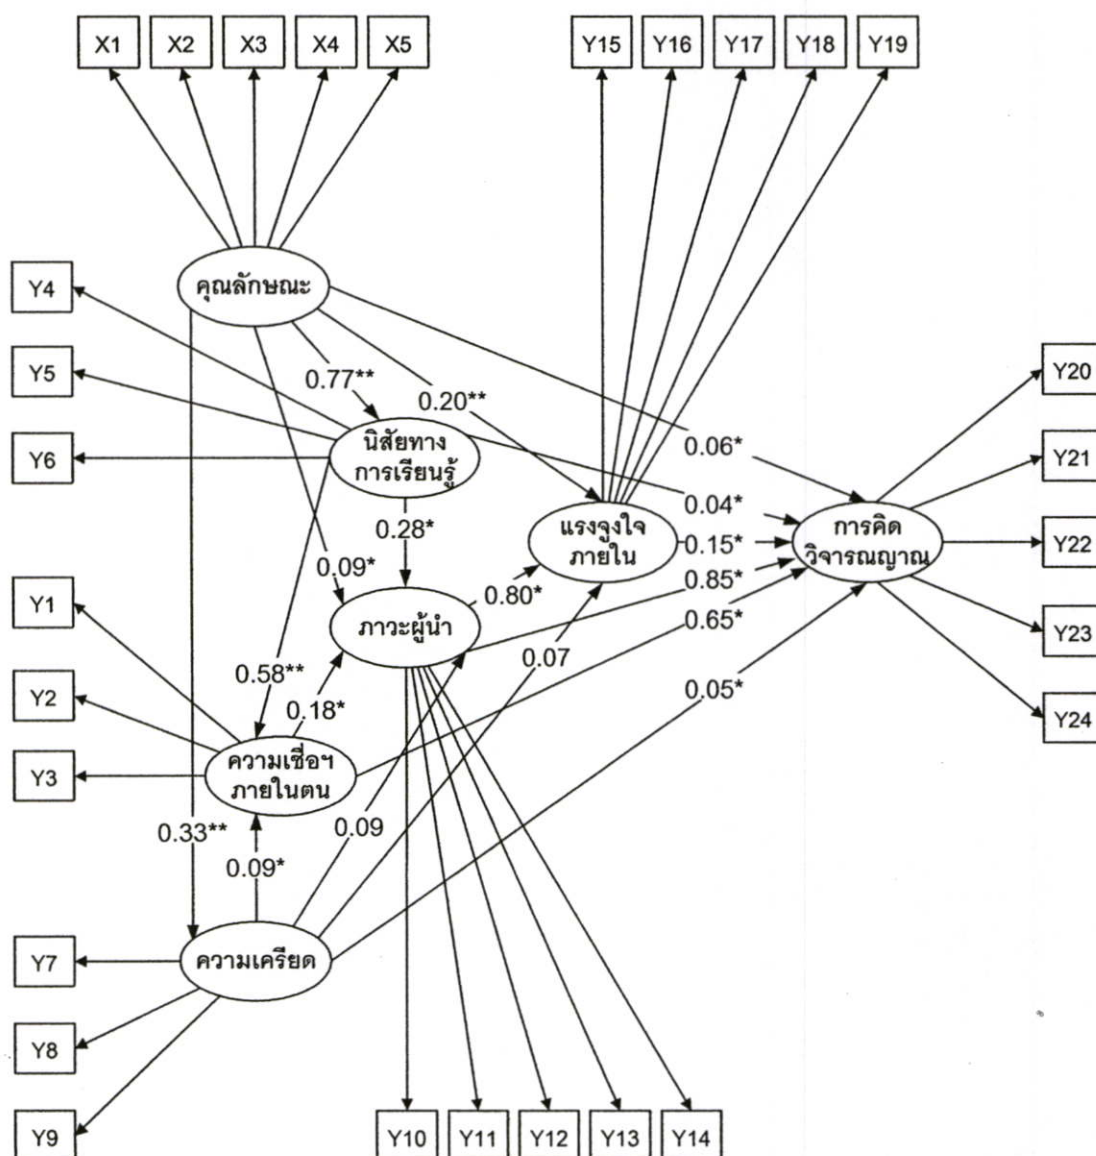 X1 X2 X3 X4 X5 Y15 Y16 Y17 Y18 Y19
คุณลักษณะ
Y4
Y5
Y6
0.77**
0.20**
นิสัยทาง
การเรียนรู้
0.06*
Y20
Y21
Y22
Y23
Y24
0.28*
0.04*
แรงจูงใจ
ภายใน
0.15*
การคิด
วิจารณญาณ
0.09*
0.80*
0.85*
0.65*
Y1
Y2
Y3
ภาวะผู้นำ
0.07
0.58**
0.18*
0.05*
ความเชื่อฯ
ภายในตน
0.33**
0.09
0.09*
ความเครียด
Y7
Y8
Y9
Y10 Y11 Y12 Y13 Y14